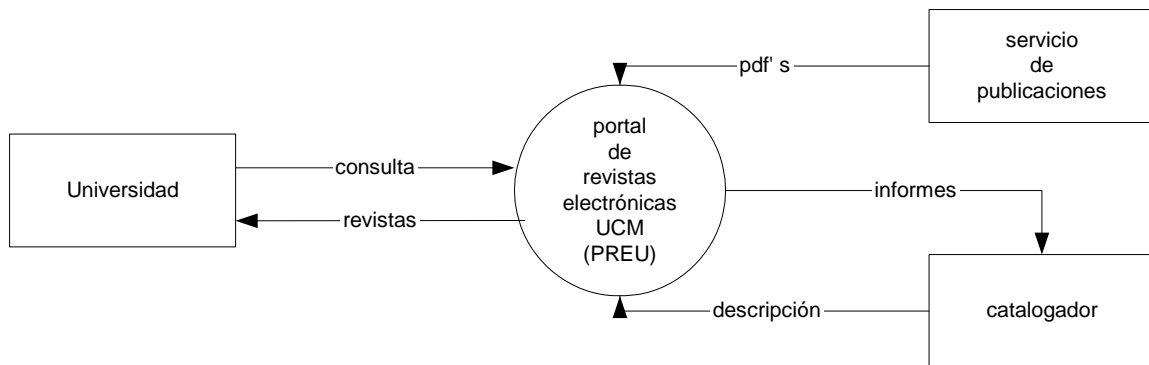 servicio
de
publicaciones
pdf' s
portal
de
revistas
electrónicas
UCM
(PREU)
Universidad
consulta
revistas
informes
descripción
catalogador